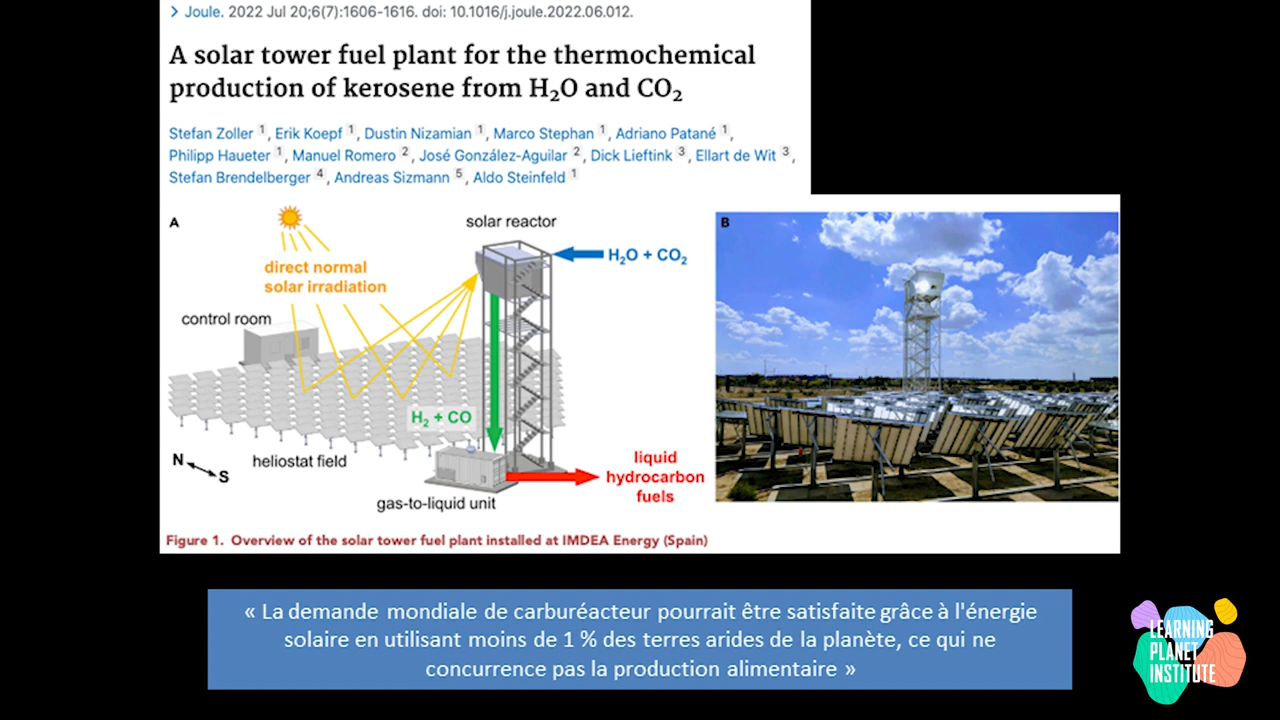 > Joule. 2022 Jul 20;6(7):1606-1616. doi: 10.1016/j.joule.2022.06.012.
A solar tower fuel plant for the thermochemical
production of kerosene from H₂O and CO₂
Stefan Zoller 1, Erik Koepf 1, Dustin Nizamian 1, Marco Stephan 1, Adriano Patané 1,
Philipp Haueter 1, Manuel Romero 2, José González-Aguilar 2, Dick Lieftink 3, Ellart de Wit 3,
Stefan Brendelberger 4, Andreas Sizmann 5, Aldo Steinfeld 1
A
solar reactor
H₂O + CO₂
direct normal
solar irradiation
control room
H₂ + CO
N
S
heliostat field
gas-to-liquid unit
liquid
hydrocarbon
fuels
B
Figure 1. Overview of the solar tower fuel plant installed at IMDEA Energy (Spain)
« La demande mondiale de carburéacteur pourrait être satisfaite grâce à l'énergie
solaire en utilisant moins de 1 % des terres arides de la planète, ce qui ne
concurrence pas la production alimentaire »
LEARNING
PLANET
INSTITUTE